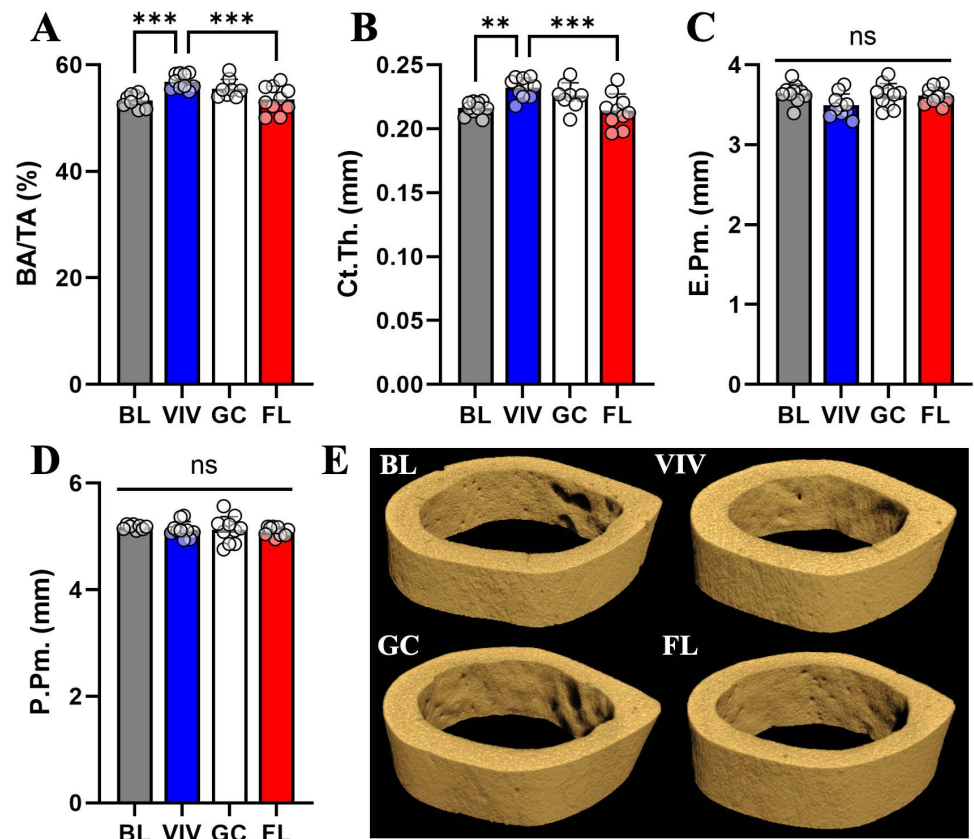 A
*** ***
BA/TA (%)
60
40
20
0
BL VIV GC FL
B
** ***
Ct.Th. (mm)
0.25
0.20
0.15
0.10
0.05
0.00
BL VIV GC FL
C
ns
E.Pm. (mm)
4
3
2
1
0
BL VIV GC FL
D
ns
P.Pm. (mm)
6
4
2
0
BL VIV GC FL
E
BL VIV
GC FL